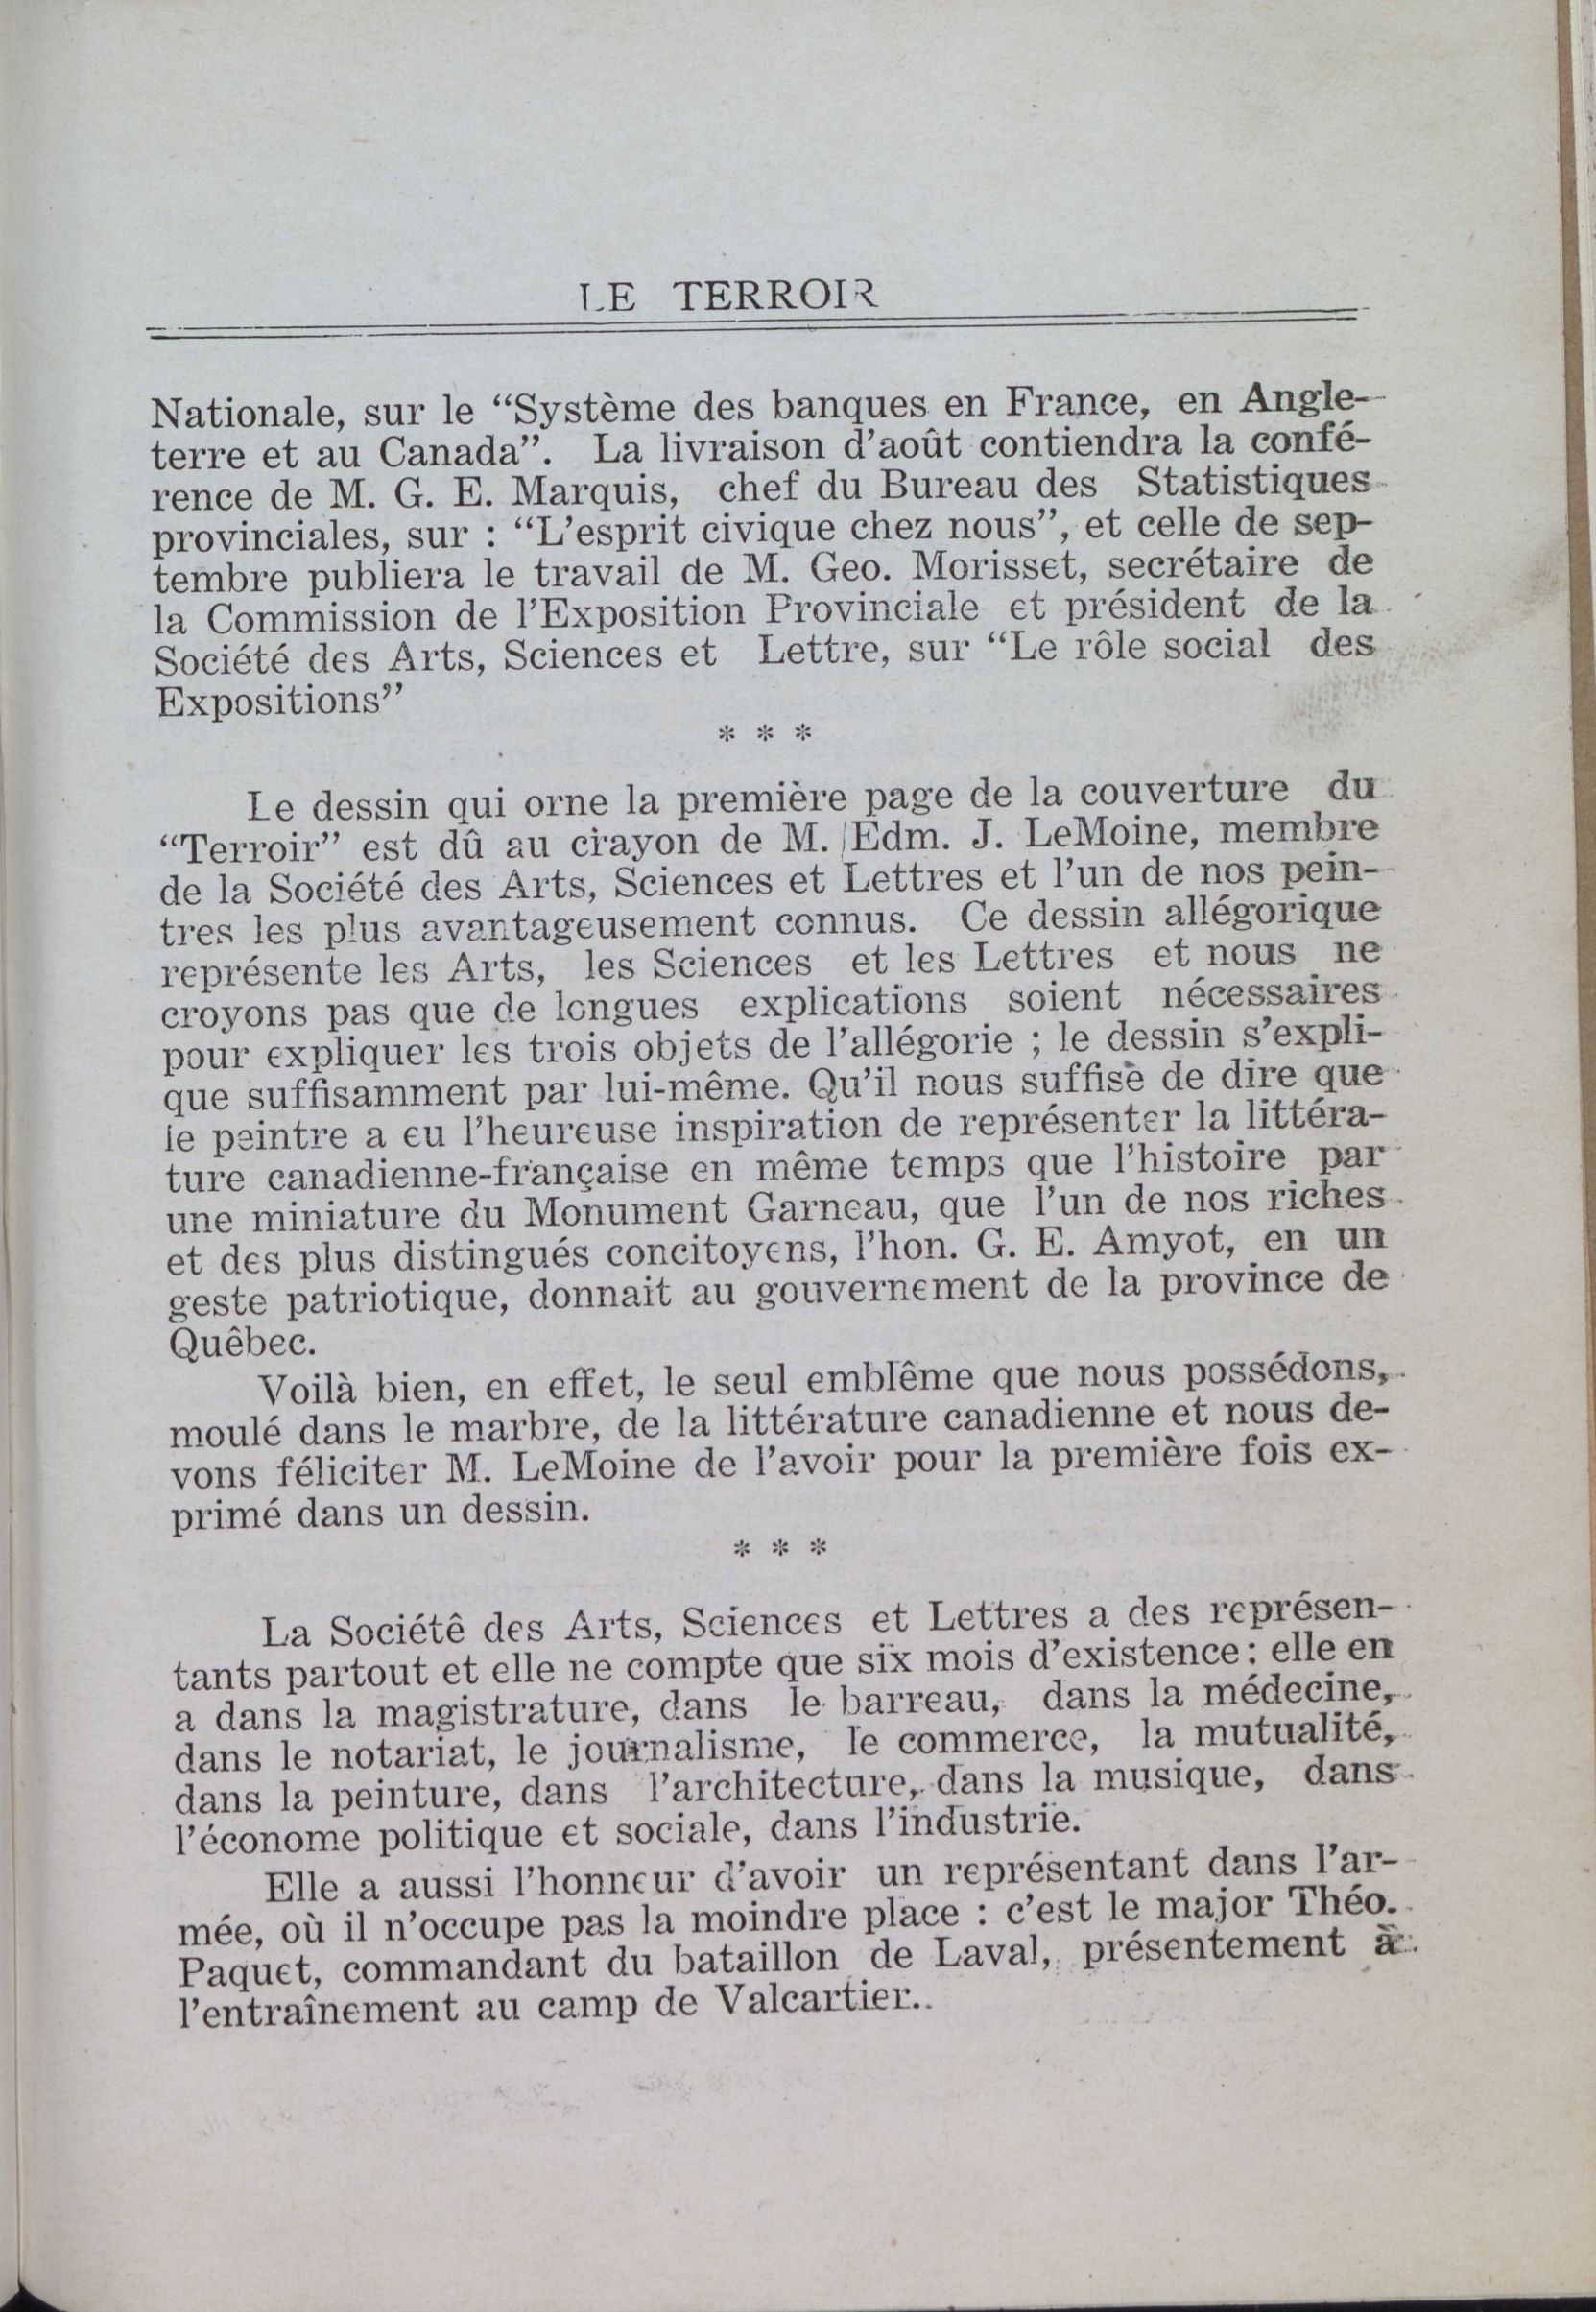 LE TERROIR
Nationale, sur le “Système des banques en France, en Angle-
terre et au Canada”. La livraison d’août contiendra la confé-
rence de M. G. E. Marquis, chef du Bureau des Statistiques
provinciales, sur : “L’esprit civique chez nous”, et celle de sep-
tembre publiera le travail de M. Geo. Morisset, secrétaire de
la Commission de l’Exposition Provinciale et président de la
Société des Arts, Sciences et Lettre, sur “Le rôle social des
Expositions”
* * *
Le dessin qui orne la première page de la couverture du
“Terroir” est dû au crayon de M. Edm. J. LeMoine, membre
de la Société des Arts, Sciences et Lettres et l’un de nos pein-
tres les plus avantageusement connus. Ce dessin allégorique
représente les Arts, les Sciences et les Lettres et nous ne
croyons pas que de longues explications soient nécessaires
pour expliquer les trois objets de l’allégorie ; le dessin s’expli-
que suffisamment par lui-même. Qu’il nous suffise de dire que
le peintre a eu l’heureuse inspiration de représenter la littéra-
ture canadienne-française en même temps que l’histoire par
une miniature du Monument Garneau, que l’un de nos riches
et des plus distingués concitoyens, l’hon. G. E. Amyot, en un
geste patriotique, donnait au gouvernement de la province de
Quêbec.
Voilà bien, en effet, le seul emblême que nous possédons,
moulé dans le marbre, de la littérature canadienne et nous de-
vons féliciter M. LeMoine de l’avoir pour la première fois ex-
primé dans un dessin.
* * *
La Sociétê des Arts, Sciences et Lettres a des représen-
tants partout et elle ne compte que six mois d’existence ; elle en
a dans la magistrature, dans le barreau, dans la médecine,
dans le notariat, le journalisme, le commerce, la mutualité,
dans la peinture, dans l’architecture, dans la musique, dans
l’économe politique et sociale, dans l’industrie.
Elle a aussi l’honneur d’avoir un représentant dans l’ar-
mée, où il n’occupe pas la moindre place : c’est le major Théo.
Paquet, commandant du bataillon de Laval, présentement à
l’entraînement au camp de Valcartier..